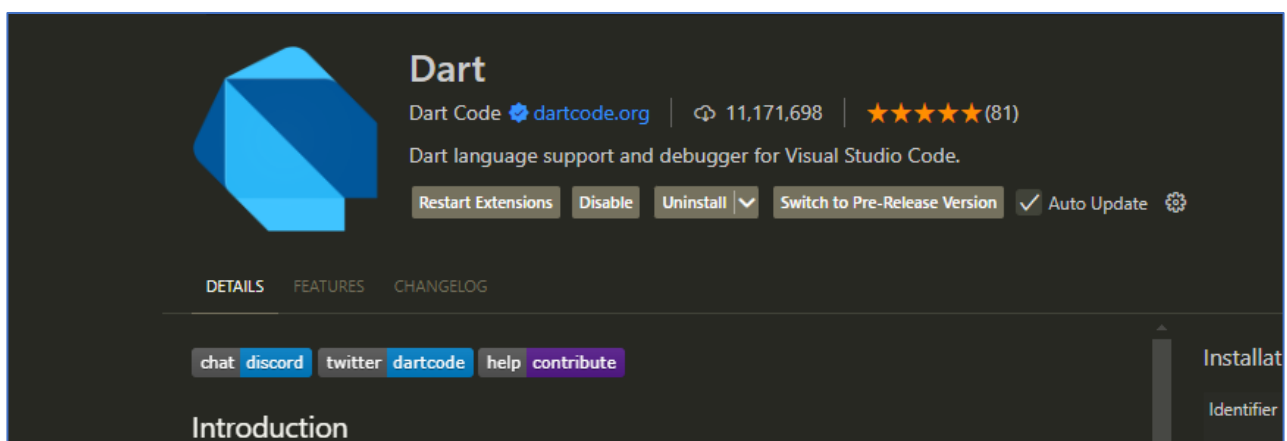 Dart
Dart Code dartcode.org 11,171,698 ★★★★★(81)
Dart language support and debugger for Visual Studio Code.
Restart Extensions Disable Uninstall Switch to Pre-Release Version Auto Update
DETAILS FEATURES CHANGELOG
chat discord twitter dartcode help contribute
Installat
Identifier
Introduction